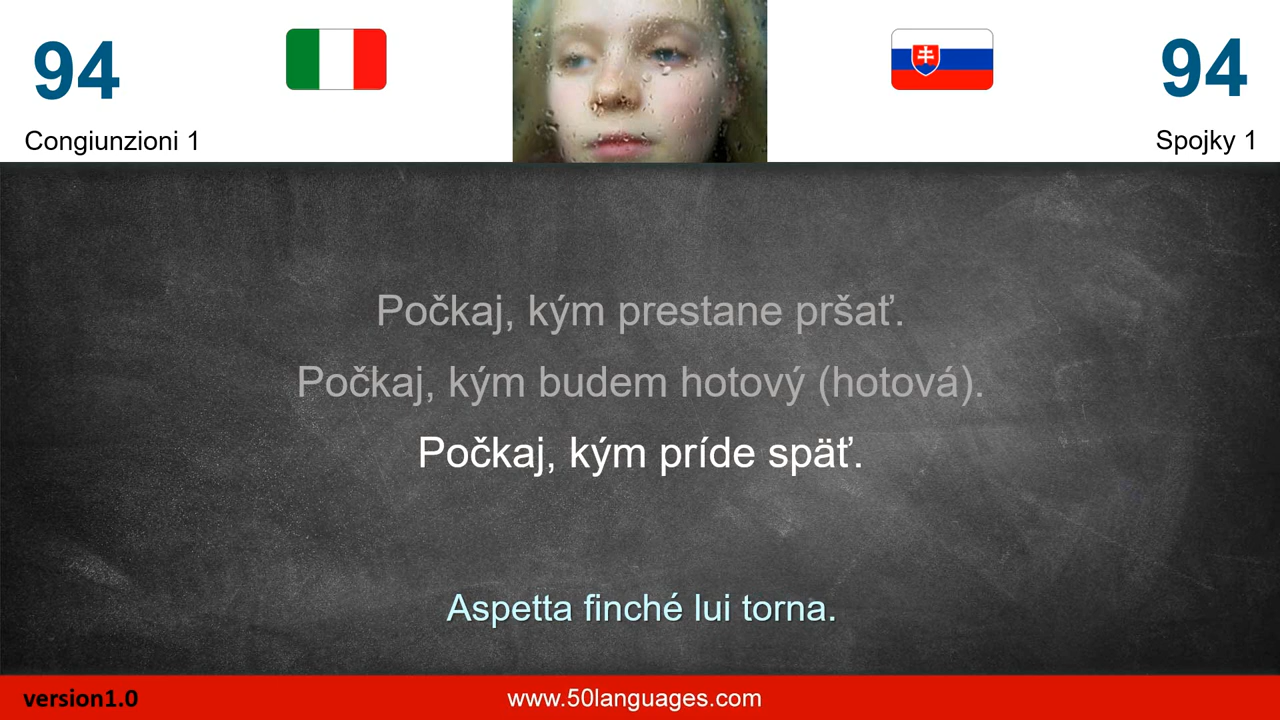 94
94
Congiunzioni 1
Spojky 1
Počkaj, kým prestane pršať.
Počkaj, kým budem hotový (hotová).
Počkaj, kým príde späť.
Aspetta finché lui torna.
version1.0
www.50languages.com